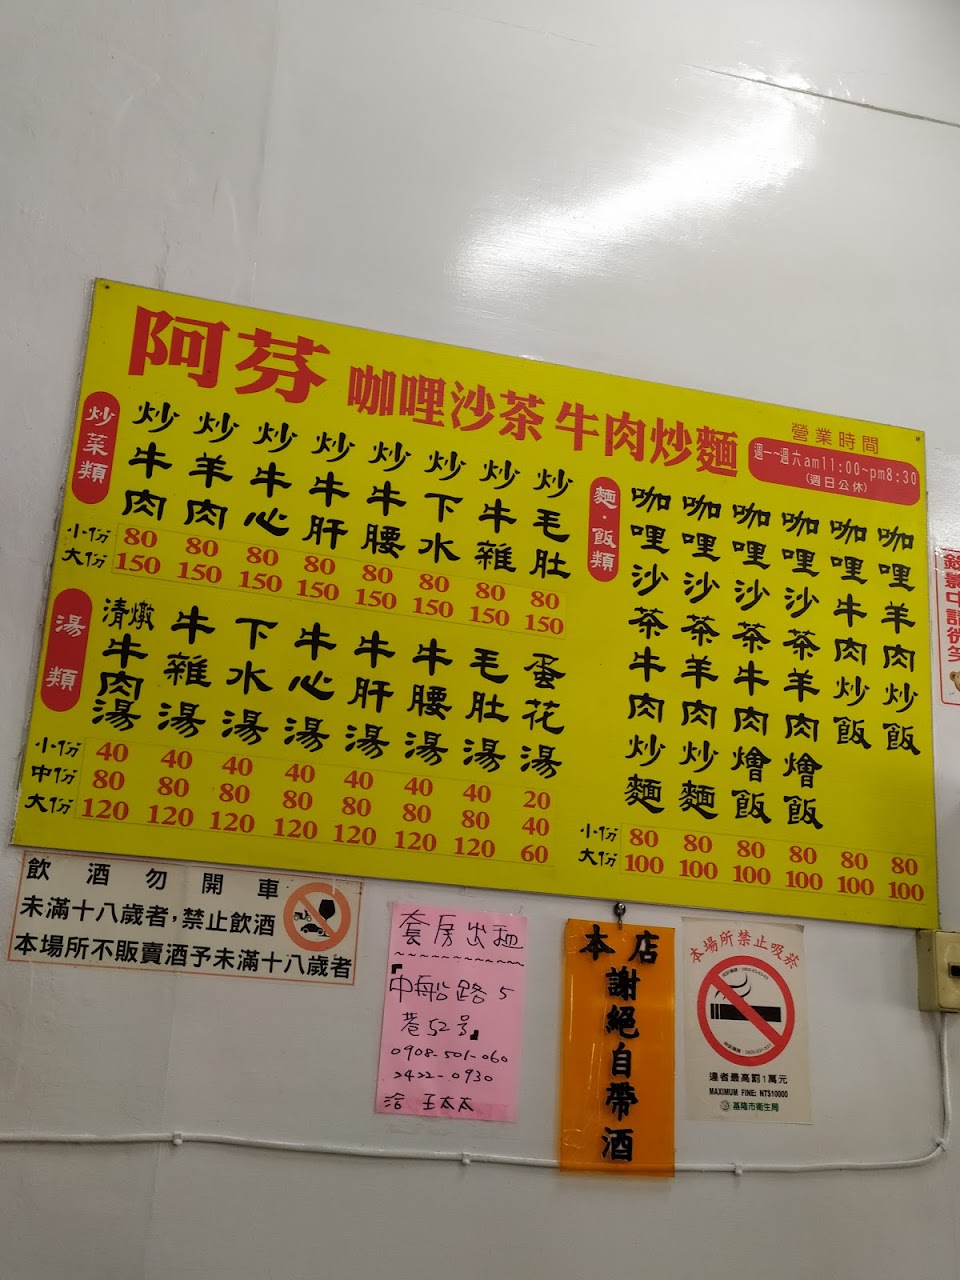 阿芬 咖哩沙茶 牛肉炒麵
營業時間
週一~週六am11:00~pm8:30
(週日公休)
炒菜類
炒牛肉 炒羊肉 炒牛心 炒牛肝 炒牛腰 炒下水 炒牛雜 炒毛肚
小份 80 80 80 80 80 80 80 80
大份 150 150 150 150 150 150 150 150
湯類
清燉牛肉湯 牛雜湯 下水湯 牛心湯 牛肝湯 牛腰湯 毛肚湯 蛋花湯
小份 40 40 40 40 40 40 40 20
中份 80 80 80 80 80 80 80 40
大份 120 120 120 120 120 120 120 60
麵·飯類
咖哩沙茶牛肉炒麵 咖哩沙茶羊肉炒麵 咖哩沙茶牛肉燴飯 咖哩沙茶羊肉燴飯 咖哩牛肉炒飯 咖哩羊肉炒飯
小份 80 80 80 80 80 80
大份 100 100 100 100 100 100
飲酒勿開車
未滿十八歲者,禁止飲酒
本場所不販賣酒予未滿十八歲者
套房出租
「中船路5
巷52号」
0908-501-060
2422-0930
洽 王太太
本店
謝絕自帶酒
本場所禁止吸菸
違者最高罰1萬元
MAXIMUM FINE: NT$10000
基隆市衛生局
錄影中請微笑